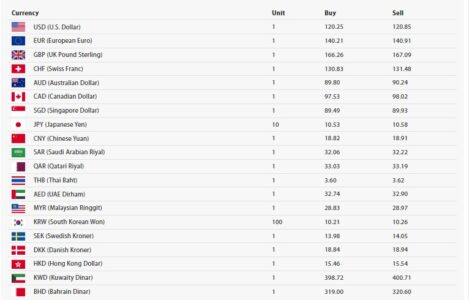 Currency Unit Buy Sell
USD (U.S. Dollar) 1 120.25 120.85
EUR (European Euro) 1 140.21 140.91
GBP (UK Pound Sterling) 1 166.26 167.09
CHF (Swiss Franc) 1 130.83 131.48
AUD (Australian Dollar) 1 89.80 90.24
CAD (Canadian Dollar) 1 97.53 98.02
SGD (Singapore Dollar) 1 89.49 89.93
JPY (Japanese Yen) 10 10.53 10.58
CNY (Chinese Yuan) 1 18.82 18.91
SAR (Saudi Arabian Riyal) 1 32.06 32.22
QAR (Qatari Riyal) 1 33.03 33.19
THB (Thai Baht) 1 3.60 3.62
AED (UAE Dirham) 1 32.74 32.90
MYR (Malaysian Ringgit) 1 28.83 28.97
KRW (South Korean Won) 100 10.21 10.26
SEK (Swedish Kroner) 1 13.98 14.05
DKK (Danish Kroner) 1 18.84 18.94
HKD (Hong Kong Dollar) 1 15.46 15.54
KWD (Kuwaity Dinar) 1 398.72 400.71
BHD (Bahrain Dinar) 1 319.00 320.60